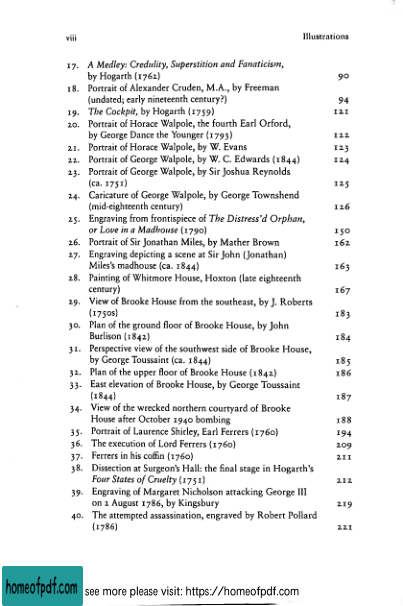 viii Illustrations
17. A Medley: Credulity, Superstition and Fanaticism,
by Hogarth (1762) 90
18. Portrait of Alexander Cruden, M.A., by Freeman
(undated; early nineteenth century?) 94
19. The Cockpit, by Hogarth (1759) 121
20. Portrait of Horace Walpole, the fourth Earl Orford,
by George Dance the Younger (1793) 122
21. Portrait of Horace Walpole, by W. Evans 123
22. Portrait of George Walpole, by W. C. Edwards (1844) 124
23. Portrait of George Walpole, by Sir Joshua Reynolds
(ca. 1751) 125
24. Caricature of George Walpole, by George Townshend
(mid-eighteenth century) 126
25. Engraving from frontispiece of The Distress'd Orphan,
or Love in a Madhouse (1790) 150
26. Portrait of Sir Jonathan Miles, by Mather Brown 162
27. Engraving depicting a scene at Sir John (Jonathan)
Miles's madhouse (ca. 1844) 163
28. Painting of Whitmore House, Hoxton (late eighteenth
century) 167
29. View of Brooke House from the southeast, by J. Roberts
(1750s) 183
30. Plan of the ground floor of Brooke House, by John
Burlison (1842) 184
31. Perspective view of the southwest side of Brooke House,
by George Toussaint (ca. 1844) 185
32. Plan of the upper floor of Brooke House (1842) 186
33. East elevation of Brooke House, by George Toussaint
(1844) 187
34. View of the wrecked northern courtyard of Brooke
House after October 1940 bombing 188
35. Portrait of Laurence Shirley, Earl Ferrers (1760) 194
36. The execution of Lord Ferrers (1760) 209
37. Ferrers in his coffin (1760) 211
38. Dissection at Surgeon's Hall: the final stage in Hogarth's
Four States of Cruelty (1751) 212
39. Engraving of Margaret Nicholson attacking George III
on 2 August 1786, by Kingsbury 219
40. The attempted assassination, engraved by Robert Pollard
(1786) 221
homeofpdf.com see more please visit: https://homeofpdf.com